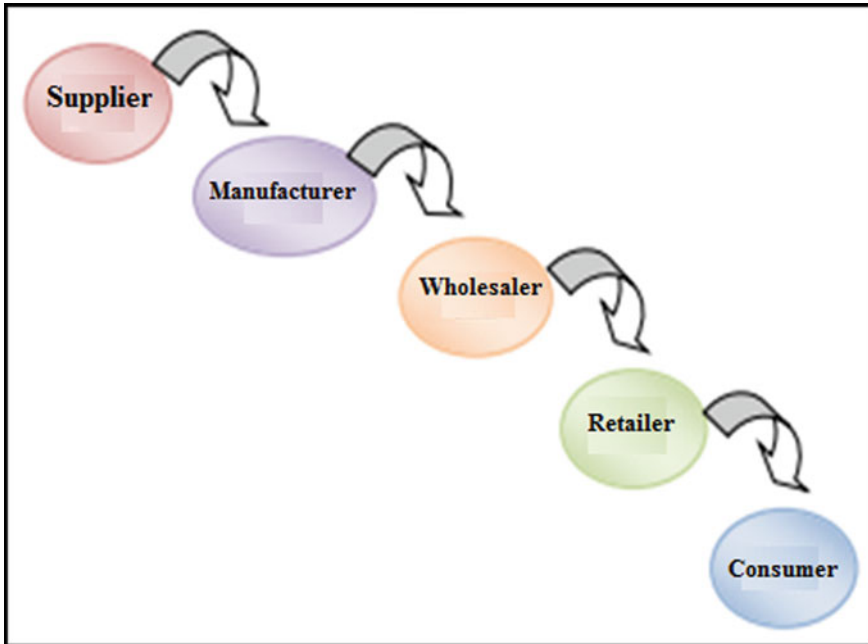 Supplier
Manufacturer
Wholesaler
Retailer
Consumer